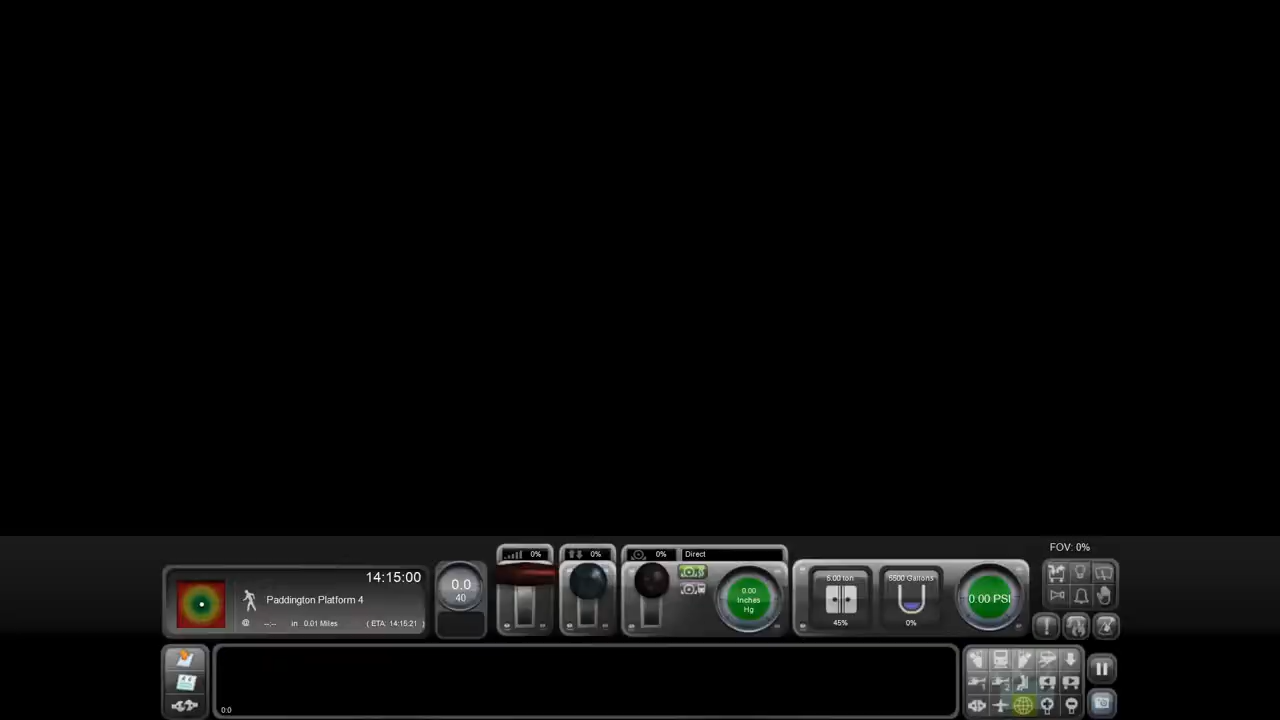 FOV: 0%
0%
0%
0%
Direct
14:15:00
Paddington Platform 4
@ --:-- in 0.01 Miles ( ETA: 14:15:21 )
0.0
40
0.00
Inches
Hg
5.00 ton
45%
5500 Gallons
0%
0.00 PSI
1
2
0:0